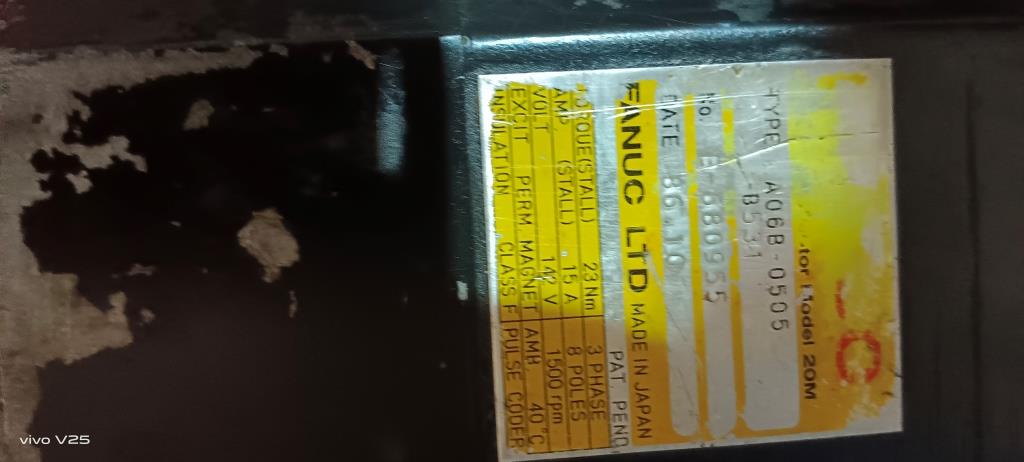 AC
tor Model 20M
TYPE A06B-0505
-B531
No.
DATE 86.10
FANUC LTD MADE IN JAPAN
PAT. PEND
TORQUE(STALL) 23 Nm 3 PHASE
AMP (STALL) 15 A 8 POLES
VOLT 142 V 1500 rpm
EXCIT PERM MAGNET AMB. 40°C
INSULATION CLASS F PULSE CODER
vivo V25